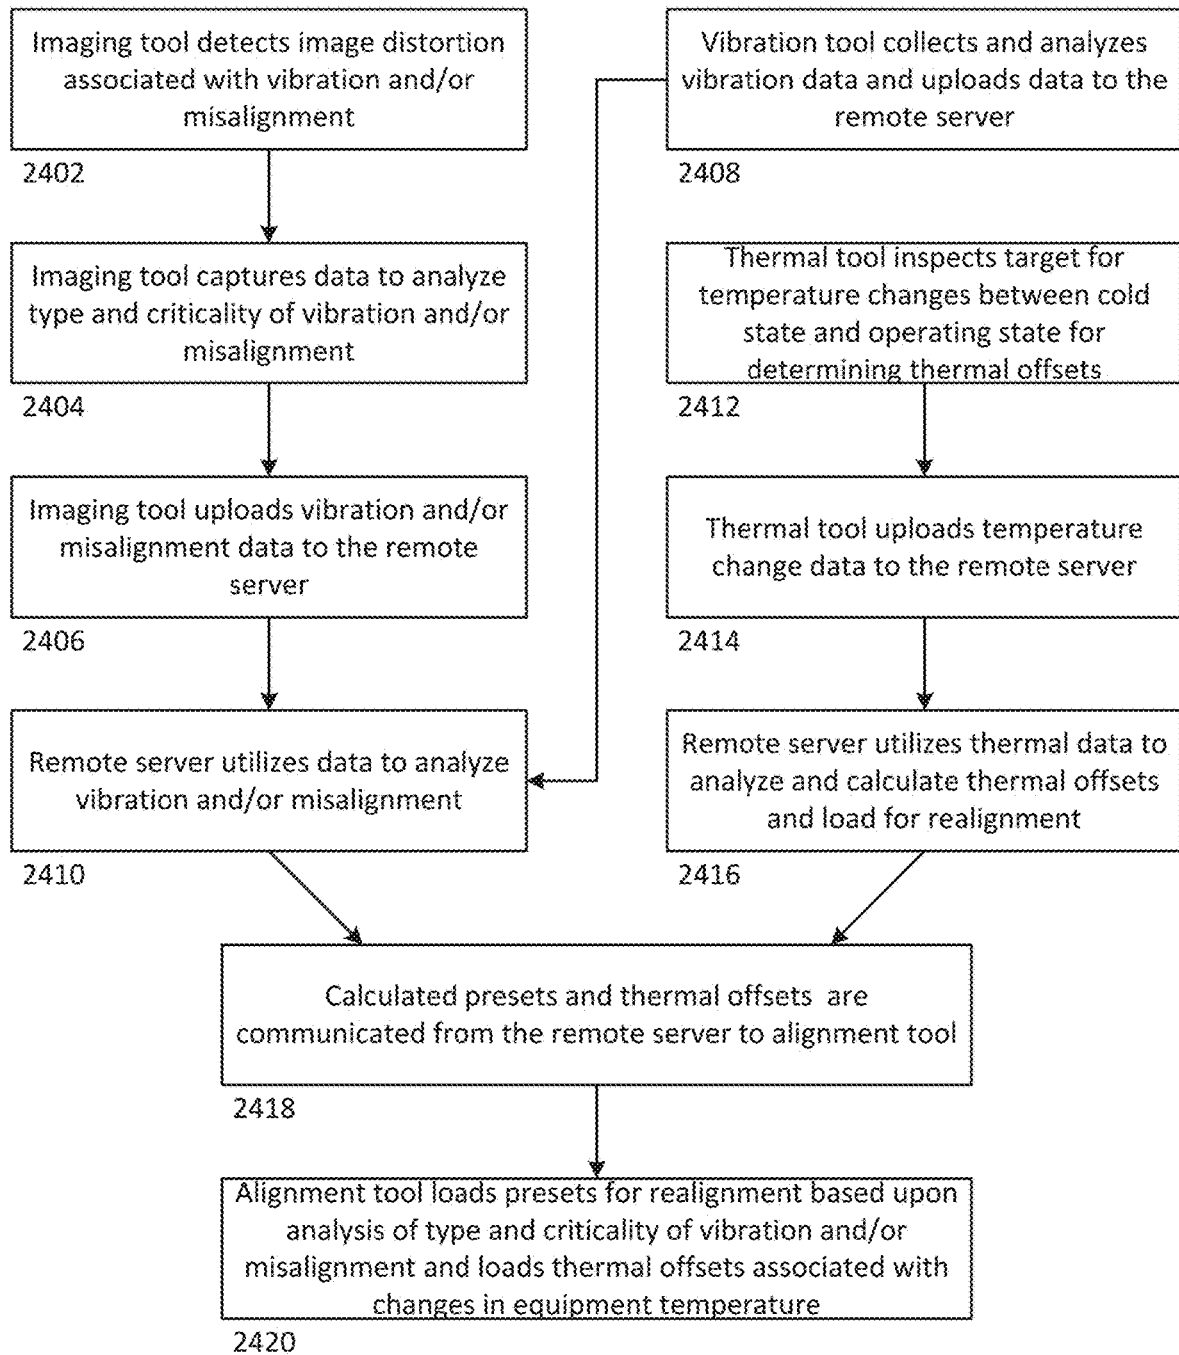 Imaging tool detects image distortion
associated with vibration and/or
misalignment
2402
Imaging tool captures data to analyze
type and criticality of vibration and/or
misalignment
2404
Imaging tool uploads vibration and/or
misalignment data to the remote
server
2406
Remote server utilizes data to analyze
vibration and/or misalignment
2410
Vibration tool collects and analyzes
vibration data and uploads data to the
remote server
2408
Thermal tool inspects target for
temperature changes between cold
state and operating state for
determining thermal offsets
2412
Thermal tool uploads temperature
change data to the remote server
2414
Remote server utilizes thermal data to
analyze and calculate thermal offsets
and load for realignment
2416
Calculated presets and thermal offsets are
communicated from the remote server to alignment tool
2418
Alignment tool loads presets for realignment based upon
analysis of type and criticality of vibration and/or
misalignment and loads thermal offsets associated with
changes in equipment temperature
2420